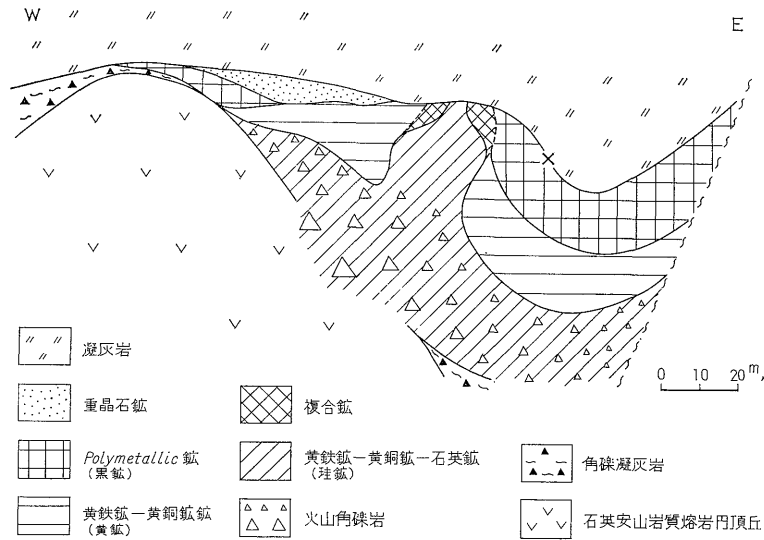 W
E
0 10 20 m,
凝灰岩
重晶石鉱
Polymetallic 鉱
(黒鉱)
黄鉄鉱ー黄銅鉱鉱
(黄鉱)
複合鉱
黄鉄鉱ー黄銅鉱ー石英鉱
(珪鉱)
火山角礫岩
角礫凝灰岩
石英安山岩質熔岩円頂丘